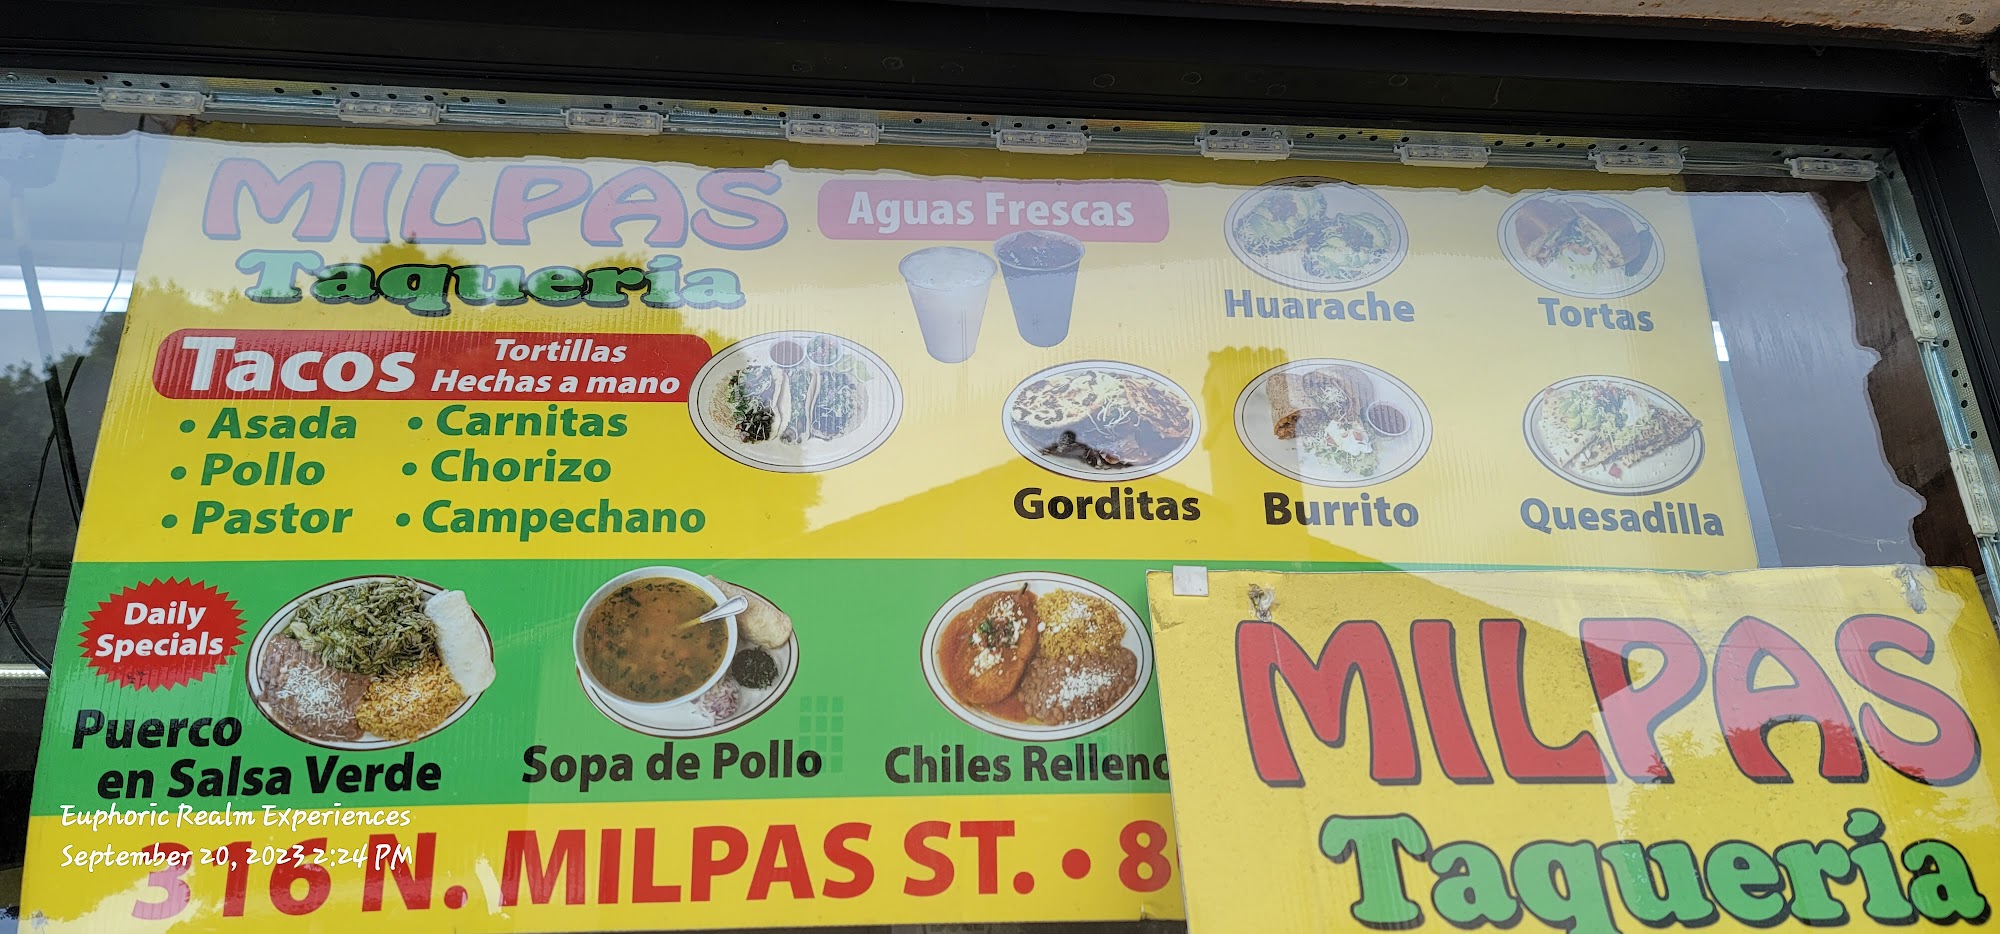 MILPAS
Taquería
Aguas Frescas
Huarache
Tortas
Tacos
Tortillas
Hechas a mano
• Asada
• Carnitas
• Pollo
• Chorizo
• Pastor
• Campechano
Gorditas
Burrito
Quesadilla
Daily
Specials
Puerco
en Salsa Verde
Sopa de Pollo
Chiles Relleno
316 N. MILPAS ST. • 8
MILPAS
Taquería
Euphoric Realm Experiences
September 20, 2023 2:24 PM